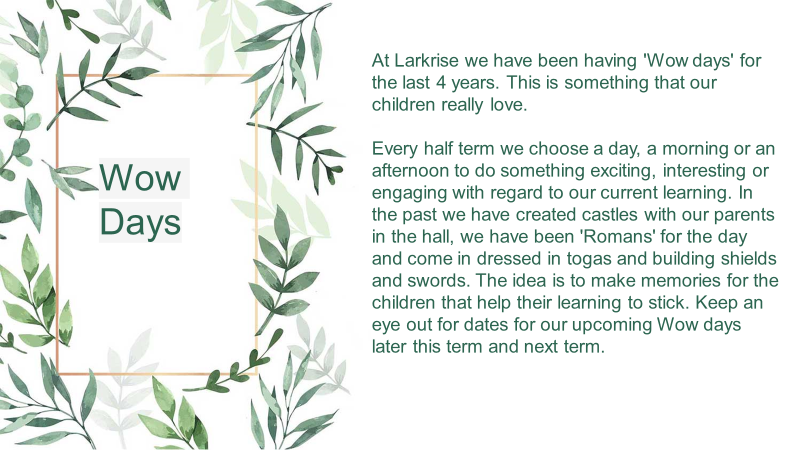 Wow
Days
At Larkrise we have been having 'Wow days' for
the last 4 years. This is something that our
children really love.
Every half term we choose a day, a morning or an
afternoon to do something exciting, interesting or
engaging with regard to our current learning. In
the past we have created castles with our parents
in the hall, we have been 'Romans' for the day
and come in dressed in togas and building shields
and swords. The idea is to make memories for the
children that help their learning to stick. Keep an
eye out for dates for our upcoming Wow days
later this term and next term.